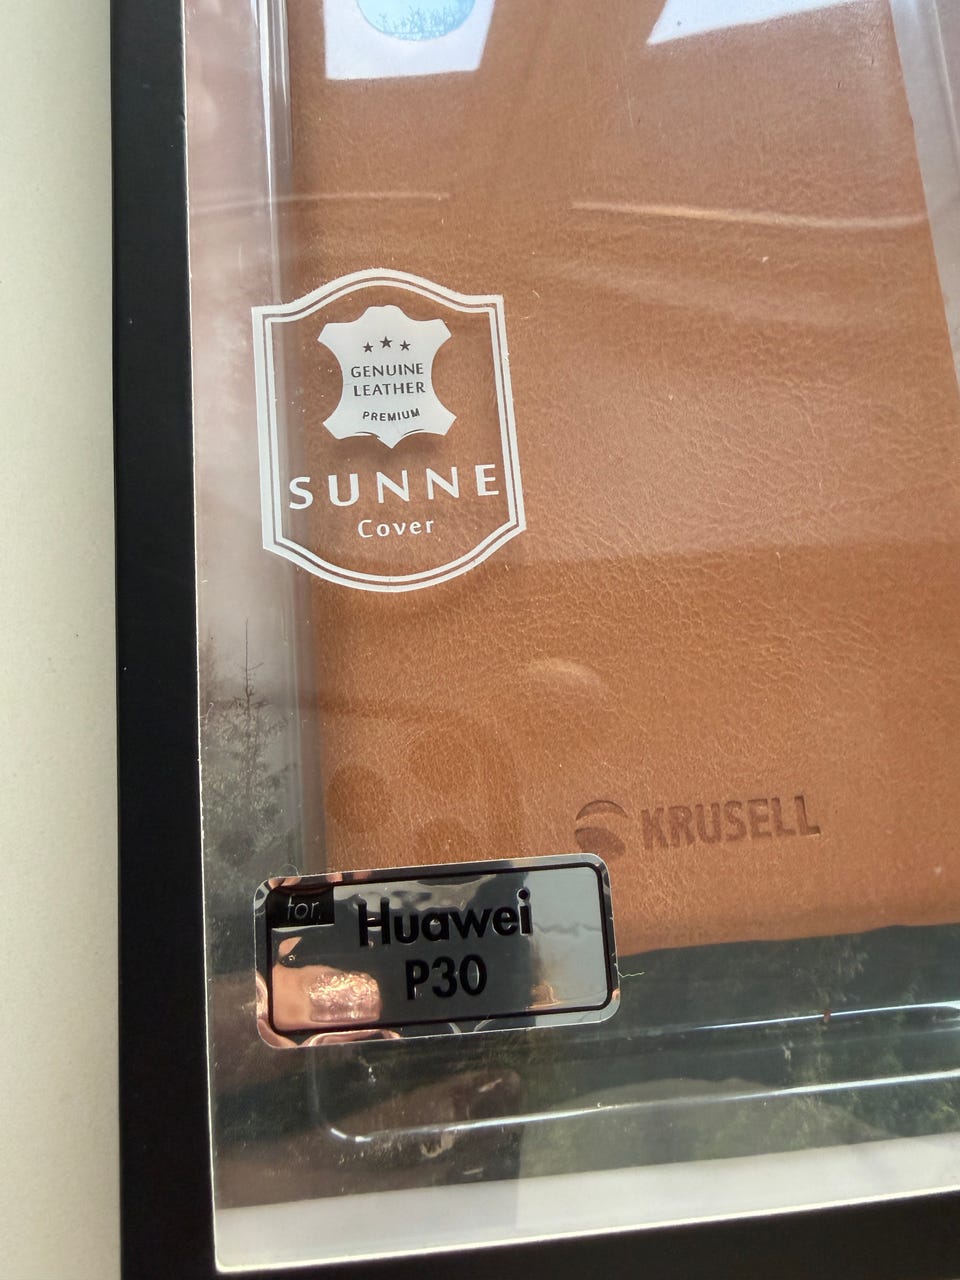 GENUINE
LEATHER
PREMIUM
SUNNE
Cover
KRUSELL
for
Huawei
P30